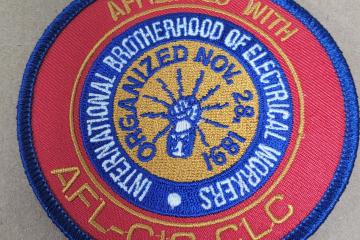 AFFILIATED WITH
INTERNATIONAL BROTHERHOOD OF ELECTRICAL WORKERS
ORGANIZED NOV. 28, 1891
AFL-CIO CLC